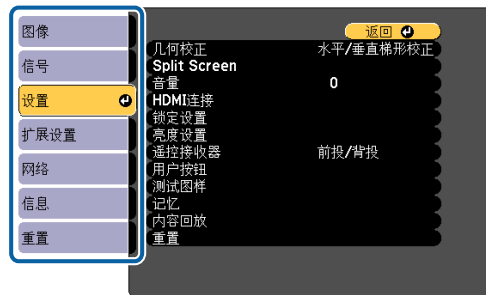 图像
信号
设置
扩展设置
网络
信息
重置
返回
几何校正 水平/垂直梯形校正
Split Screen
音量 0
HDMI连接
锁定设置
亮度设置
遥控接收器 前投/背投
用户按钮
测试图样
记忆
内容回放
重置